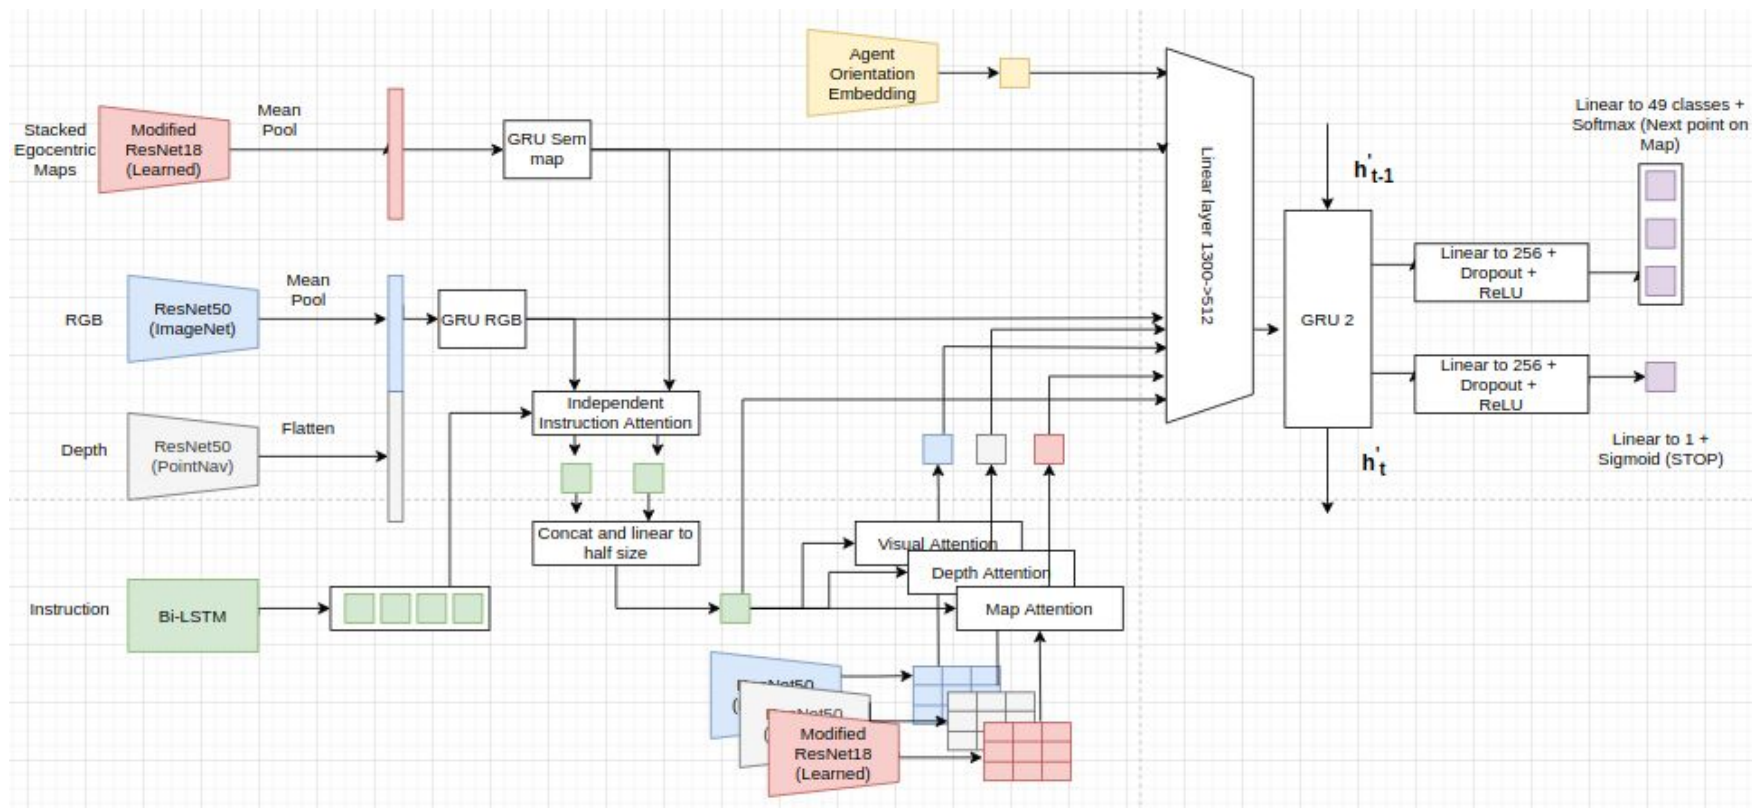 Agent
Orientation
Embedding
Linear to 49 classes +
Softmax (Next point on
Map)
Stacked
Egocentric
Maps
Modified
ResNet18
(Learned)
Mean
Pool
GRU Sem
map
Linear layer 1300->512
h't-1
RGB
ResNet50
(ImageNet)
Mean
Pool
GRU RGB
GRU 2
Linear to 256 +
Dropout +
ReLU
Depth
ResNet50
(PointNav)
Flatten
Independent
Instruction Attention
Linear to 256 +
Dropout +
ReLU
Linear to 1 +
Sigmoid (STOP)
h't
Concat and linear to
half size
Visual Attention
Depth Attention
Map Attention
Instruction
Bi-LSTM
ResNet50
(
ResNet50
(
Modified
ResNet18
(Learned)